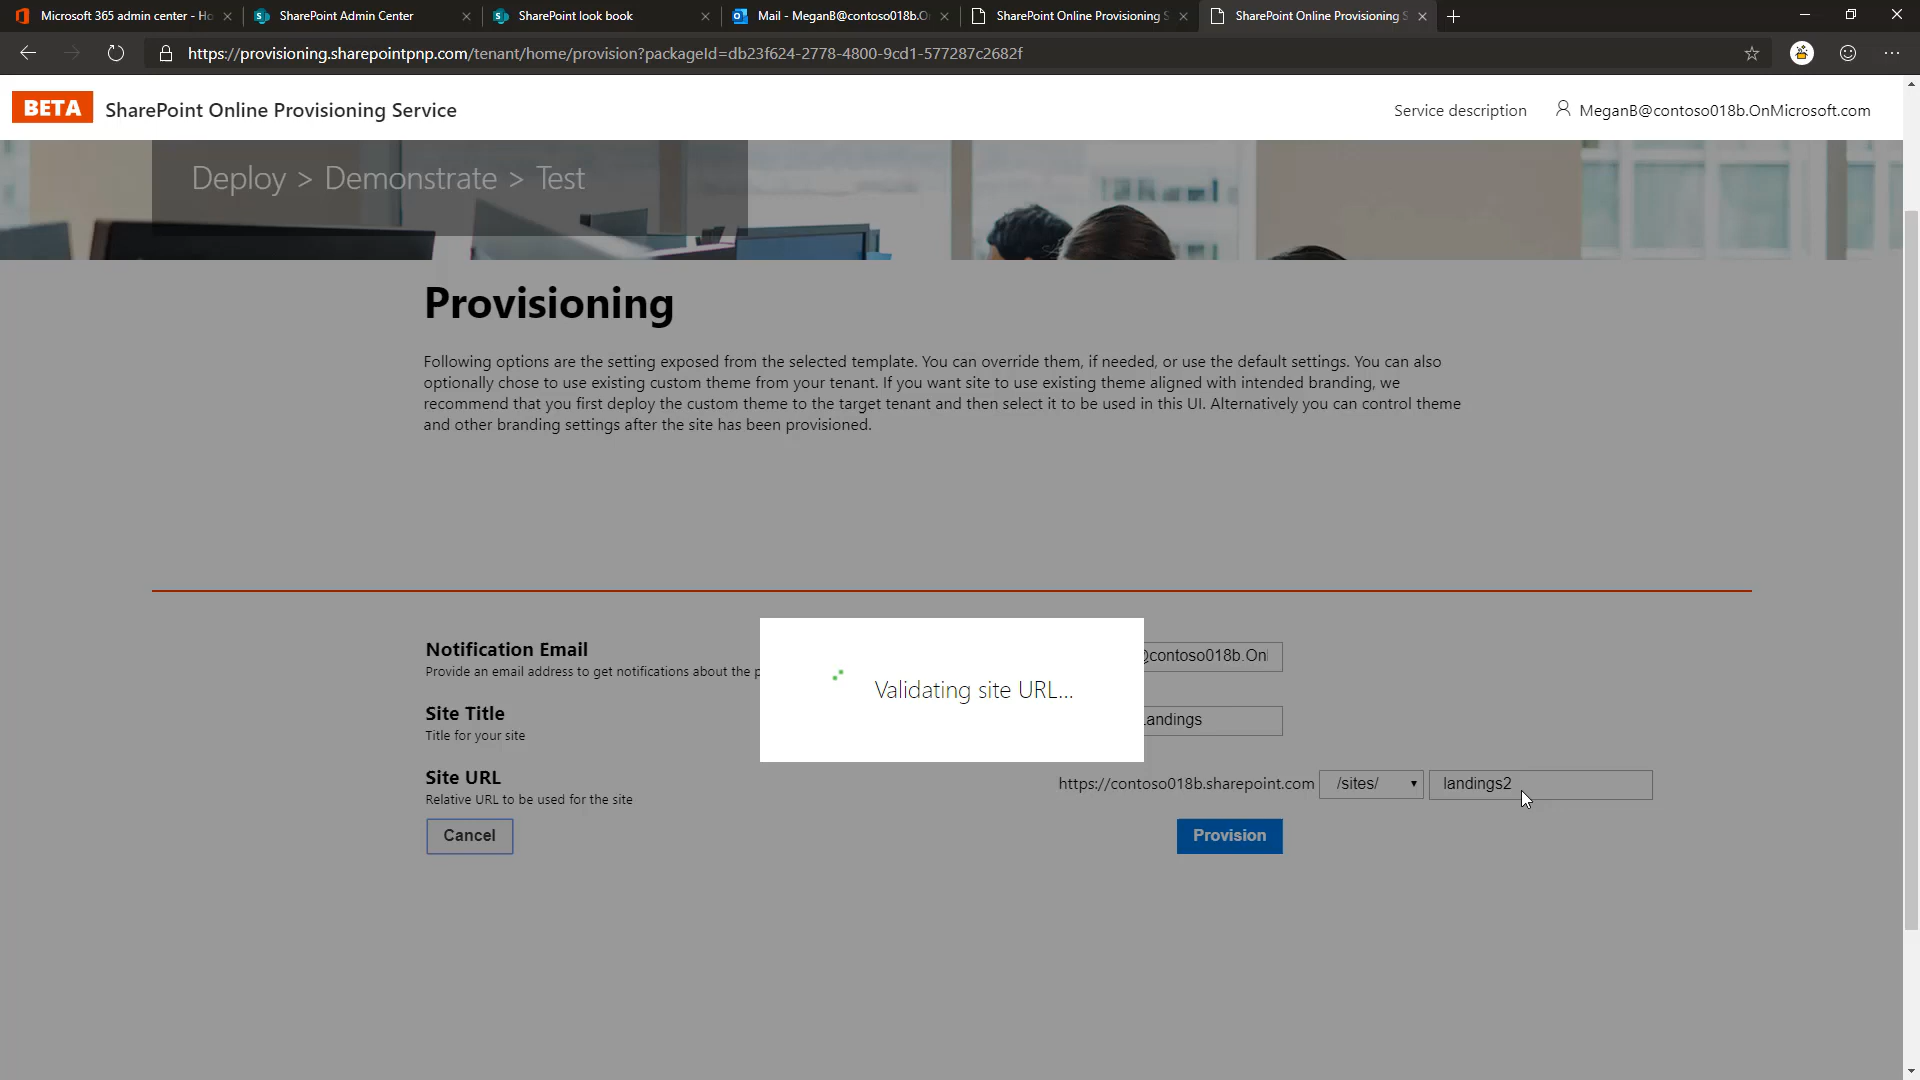 Microsoft 365 admin center - Ho
SharePoint Admin Center
SharePoint look book
Mail - MeganB@contoso018b.O
SharePoint Online Provisioning S
SharePoint Online Provisioning S
https://provisioning.sharepointpnp.com/tenant/home/provision?packageId=db23f624-2778-4800-9cd1-577287c2682f
BETA SharePoint Online Provisioning Service
Service description
MeganB@contoso018b.OnMicrosoft.com
Deploy > Demonstrate > Test
Provisioning
Following options are the setting exposed from the selected template. You can override them, if needed, or use the default settings. You can also
optionally chose to use existing custom theme from your tenant. If you want site to use existing theme aligned with intended branding, we
recommend that you first deploy the custom theme to the target tenant and then select it to be used in this UI. Alternatively you can control theme
and other branding settings after the site has been provisioned.
Notification Email
Provide an email address to get notifications about the p
@contoso018b.On
Validating site URL...
Site Title
Title for your site
Landings
Site URL
Relative URL to be used for the site
https://contoso018b.sharepoint.com
/sites/
landings2
Cancel
Provision